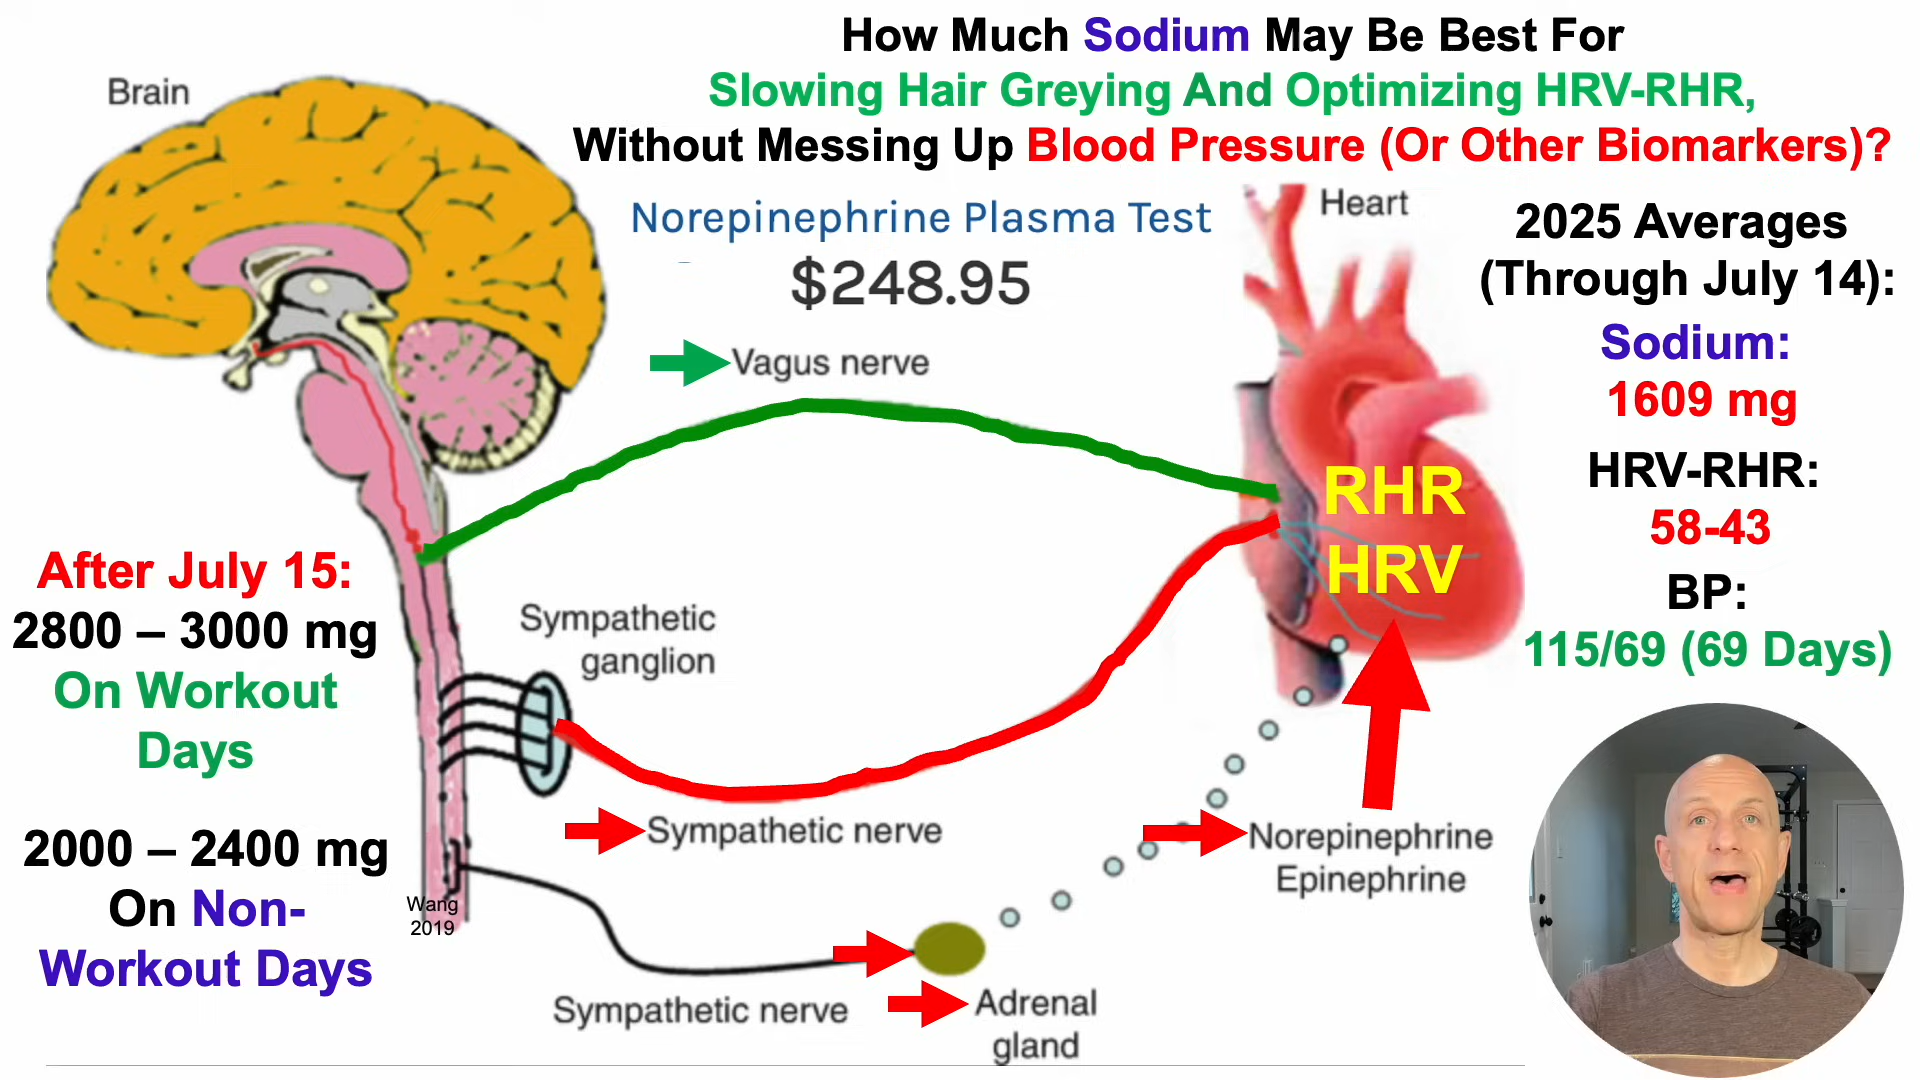 How Much Sodium May Be Best For
Slowing Hair Greying And Optimizing HRV-RHR,
Without Messing Up Blood Pressure (Or Other Biomarkers)?
Brain
Norepinephrine Plasma Test
$248.95
Heart
Vagus nerve
2025 Averages
(Through July 14):
Sodium:
1609 mg
HRV-RHR:
58-43
BP:
115/69 (69 Days)
RHR
HRV
After July 15:
2800 – 3000 mg
On Workout
Days
2000 – 2400 mg
On Non-
Workout Days
Sympathetic
ganglion
Sympathetic nerve
Norepinephrine
Epinephrine
Wang
2019
Sympathetic nerve
Adrenal
gland